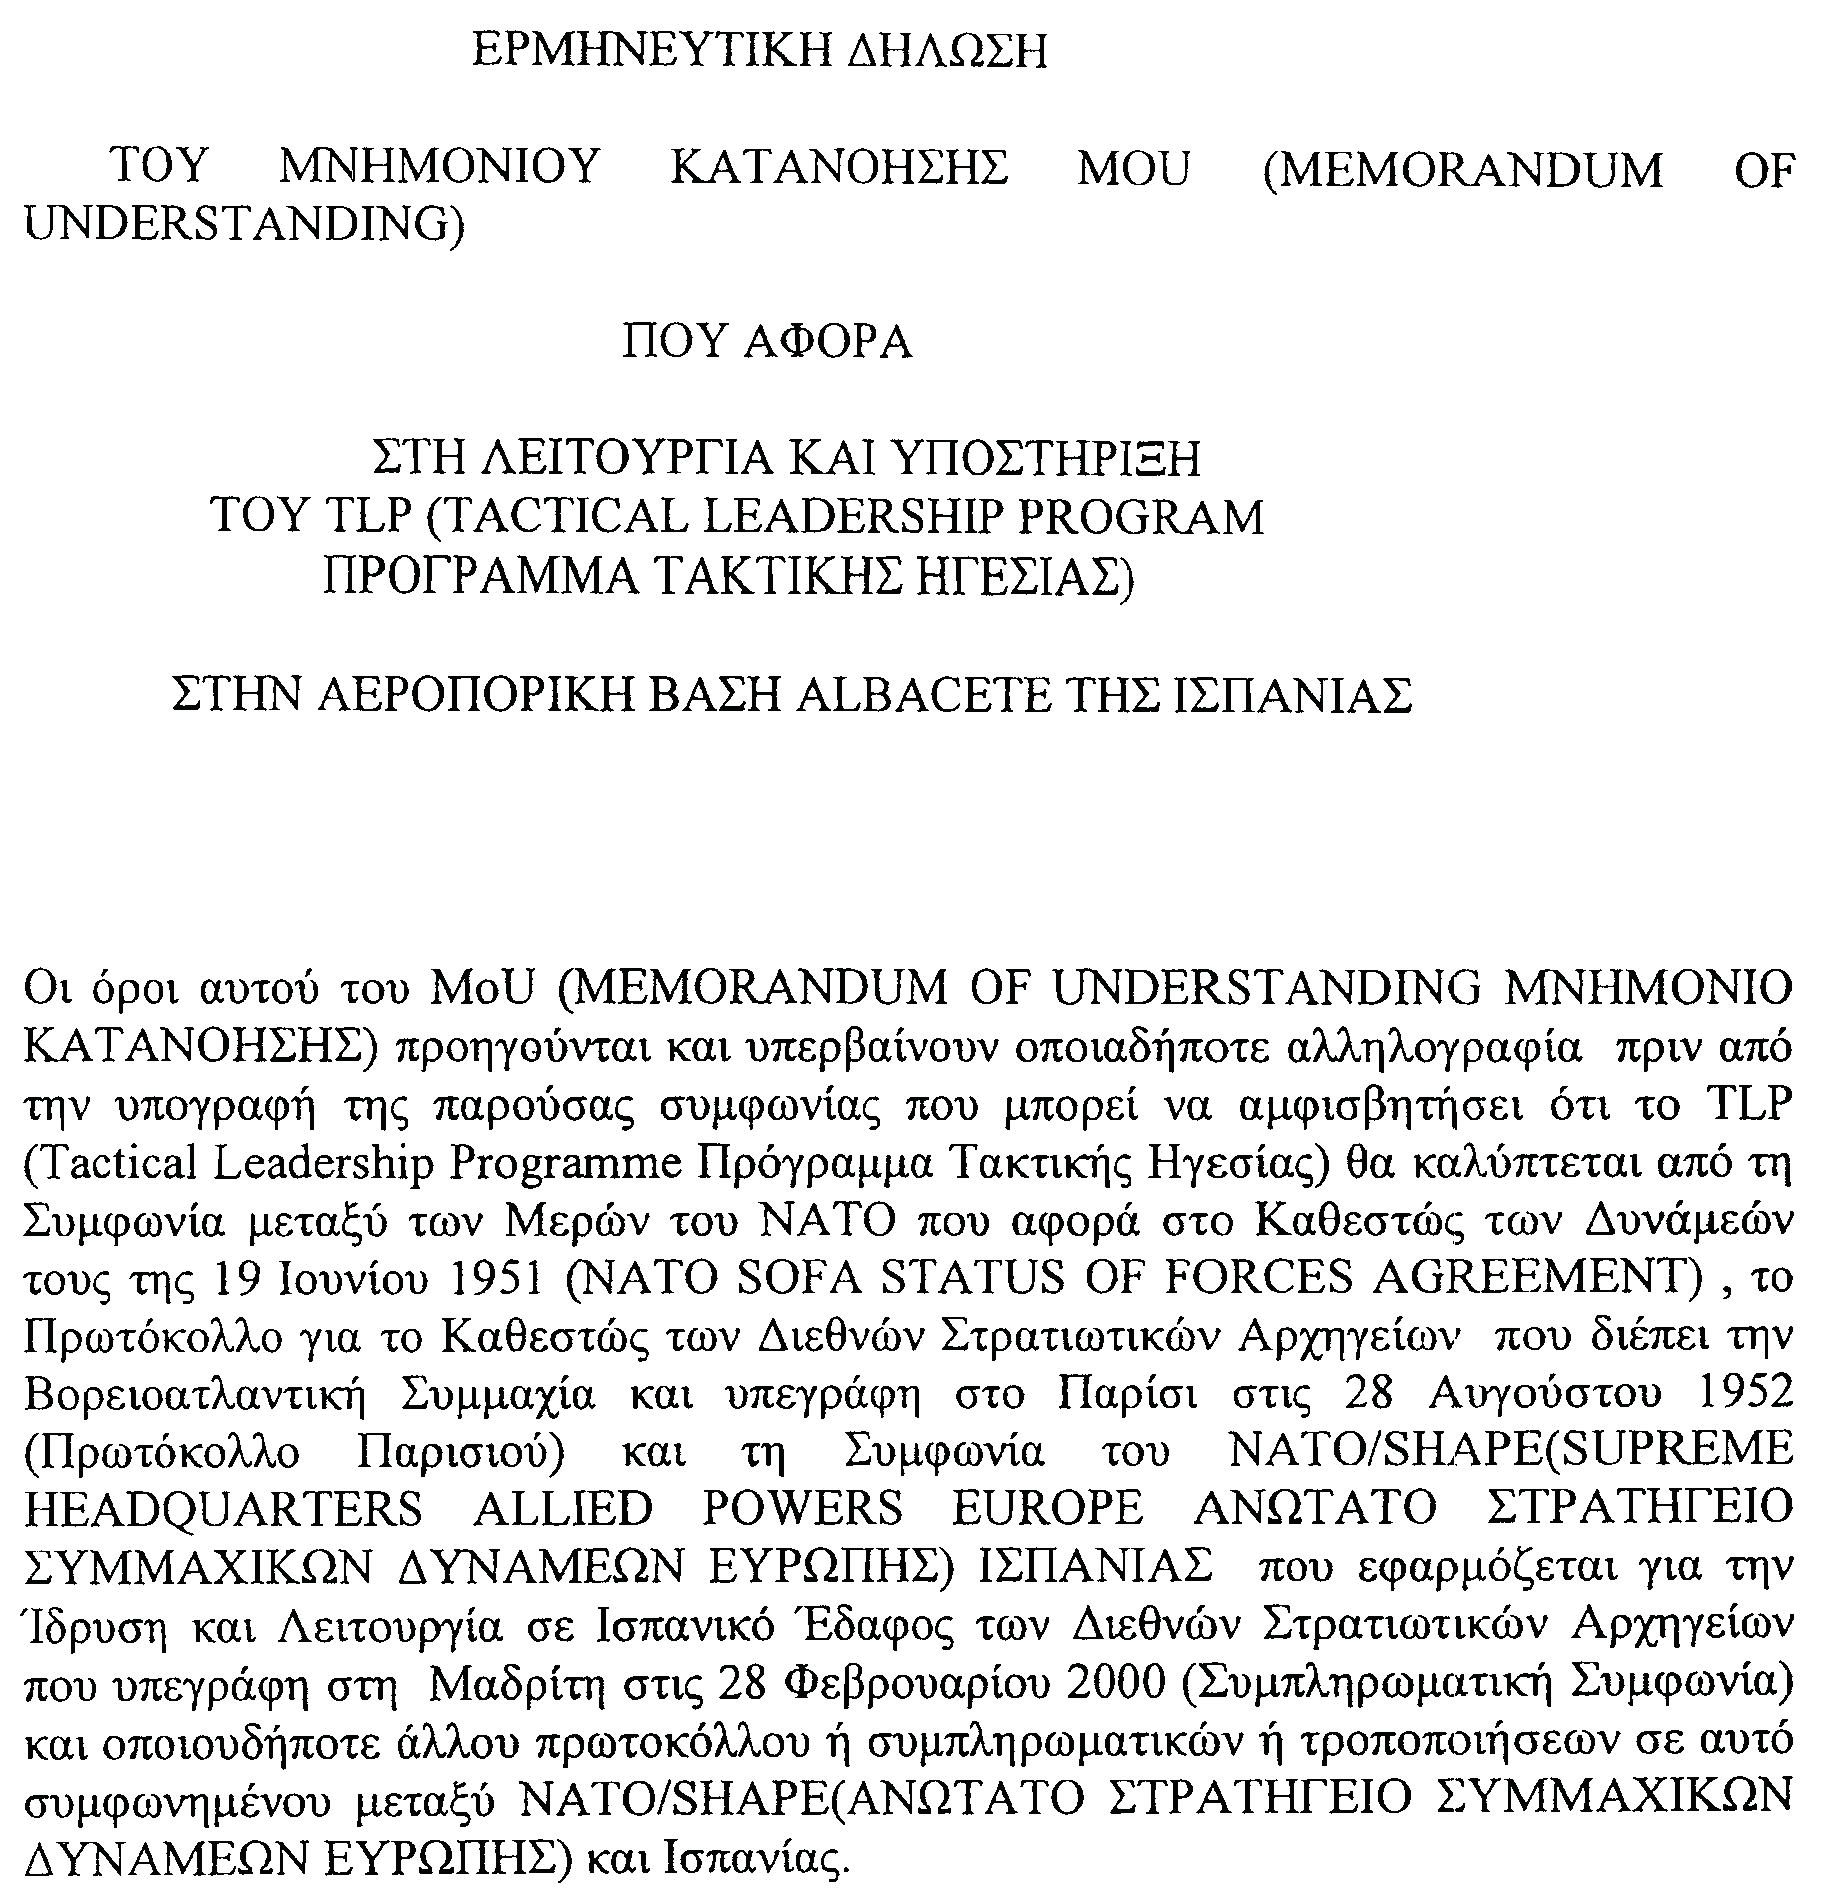 ΕΡΜΗΝΕΥΤΙΚΗ ΔΗΛΩΣΗ
ΤΟΥ ΜΝΗΜΟΝΙΟΥ ΚΑΤΑΝΟΗΣΗΣ MOU (MEMORANDUM OF
UNDERSTANDING)
ΠΟΥ ΑΦΟΡΑ
ΣΤΗ ΛΕΙΤΟΥΡΓΙΑ ΚΑΙ ΥΠΟΣΤΗΡΙΞΗ
ΤΟΥ TLP (TACTICAL LEADERSHIP PROGRAM
ΠΡΟΓΡΑΜΜΑ ΤΑΚΤΙΚΗΣ ΗΓΕΣΙΑΣ)
ΣΤΗΝ ΑΕΡΟΠΟΡΙΚΗ ΒΑΣΗ ALBACETE ΤΗΣ ΙΣΠΑΝΙΑΣ
Οι όροι αυτού του MoU (MEMORANDUM OF UNDERSTANDING ΜΝΗΜΟΝΙΟ
ΚΑΤΑΝΟΗΣΗΣ) προηγούνται και υπερβαίνουν οποιαδήποτε αλληλογραφία πριν από
την υπογραφή της παρούσας συμφωνίας που μπορεί να αμφισβητήσει ότι το TLP
(Tactical Leadership Programme Πρόγραμμα Τακτικής Ηγεσίας) θα καλύπτεται από τη
Συμφωνία μεταξύ των Μερών του ΝΑΤΟ που αφορά στο Καθεστώς των Δυνάμεών
τους της 19 Ιουνίου 1951 (NATO SOFA STATUS OF FORCES AGREEMENT) , το
Πρωτόκολλο για το Καθεστώς των Διεθνών Στρατιωτικών Αρχηγείων που διέπει την
Βορειοατλαντική Συμμαχία και υπεγράφη στο Παρίσι στις 28 Αυγούστου 1952
(Πρωτόκολλο Παρισιού) και τη Συμφωνία του NATO/SHAPE(SUPREME
HEADQUARTERS ALLIED POWERS EUROPE ΑΝΩΤΑΤΟ ΣΤΡΑΤΗΓΕΙΟ
ΣΥΜΜΑΧΙΚΩΝ ΔΥΝΑΜΕΩΝ ΕΥΡΩΠΗΣ) ΙΣΠΑΝΙΑΣ που εφαρμόζεται για την
Ίδρυση και Λειτουργία σε Ισπανικό Έδαφος των Διεθνών Στρατιωτικών Αρχηγείων
που υπεγράφη στη Μαδρίτη στις 28 Φεβρουαρίου 2000 (Συμπληρωματική Συμφωνία)
και οποιουδήποτε άλλου πρωτοκόλλου ή συμπληρωματικών ή τροποποιήσεων σε αυτό
συμφωνημένου μεταξύ NATO/SHAPE(ΑΝΩΤΑΤΟ ΣΤΡΑΤΗΓΕΙΟ ΣΥΜΜΑΧΙΚΩΝ
ΔΥΝΑΜΕΩΝ ΕΥΡΩΠΗΣ) και Ισπανίας.